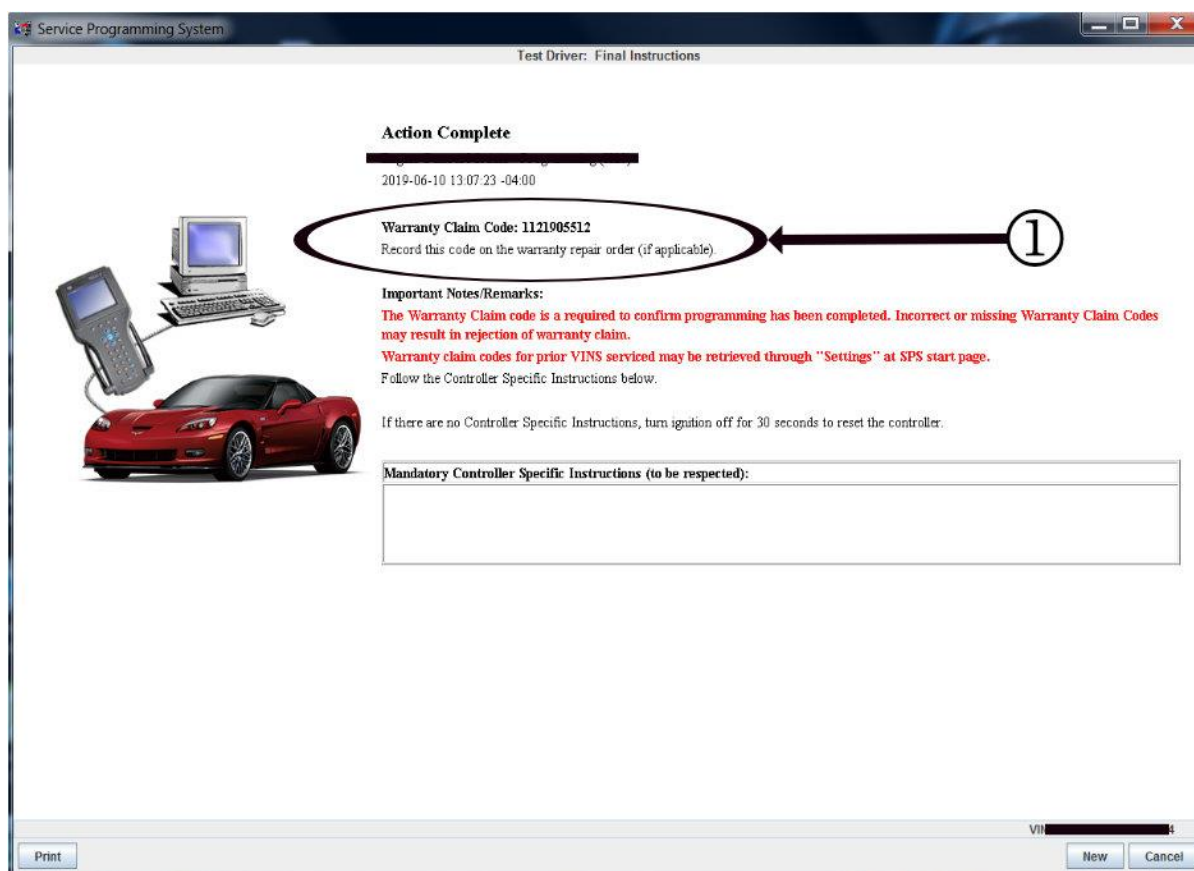 Service Programming System
Test Driver: Final Instructions
Action Complete
2019-06-10 13:07:23 -04:00
Warranty Claim Code: 1121905512
Record this code on the warranty repair order (if applicable).
①
Important Notes/Remarks:
The Warranty Claim code is a required to confirm programming has been completed. Incorrect or missing Warranty Claim Codes
may result in rejection of warranty claim.
Warranty claim codes for prior VINS serviced may be retrieved through "Settings" at SPS start page.
Follow the Controller Specific Instructions below.
If there are no Controller Specific Instructions, turn ignition off for 30 seconds to reset the controller.
Mandatory Controller Specific Instructions (to be respected):
VIN 4
Print
New Cancel